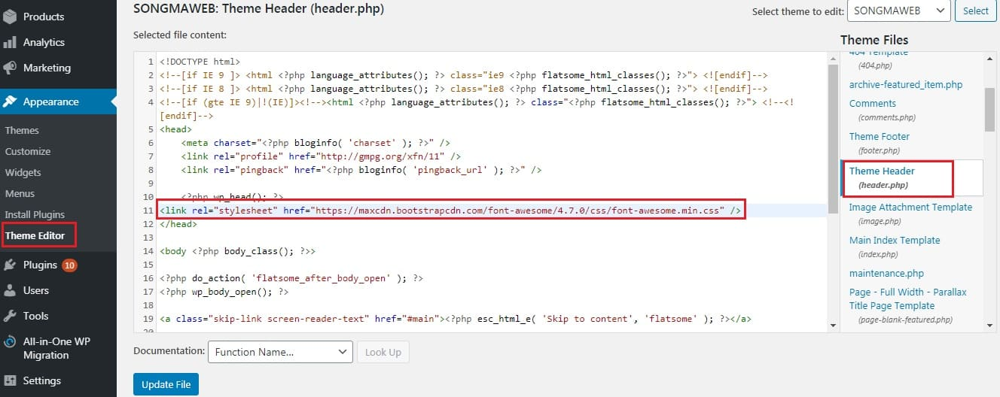 Products
Analytics
Marketing
Appearance
Themes
Customize
Widgets
Menus
Install Plugins
Theme Editor
Plugins 10
Users
Tools
All-in-One WP
Migration
Settings
SONGMAWEB: Theme Header (header.php)
Select theme to edit: SONGMAWEB Select
Selected file content:
1 <!DOCTYPE html>
2 <!--[if IE 9 ]> <html <?php language_attributes(); ?> class="ie9 <?php flatsome_html_classes(); ?>"> <![endif]-->
3 <!--[if IE 8 ]> <html <?php language_attributes(); ?> class="ie8 <?php flatsome_html_classes(); ?>"> <![endif]-->
4 <!--[if (gte IE 9)|!(IE)]><!--><html <?php language_attributes(); ?> class="<?php flatsome_html_classes(); ?>"> <!--<!
[endif]-->
5 <head>
6 <meta charset="<?php bloginfo( 'charset' ); ?>" />
7 <link rel="profile" href="http://gmpg.org/xfn/11" />
8 <link rel="pingback" href="<?php bloginfo( 'pingback_url' ); ?>" />
9
10 <?php wp_head(); ?>
11 <link rel="stylesheet" href="https://maxcdn.bootstrapcdn.com/font-awesome/4.7.0/css/font-awesome.min.css" />
12 </head>
13
14 <body <?php body_class(); ?>>
15
16 <?php do_action( 'flatsome_after_body_open' ); ?>
17 <?php wp_body_open(); ?>
18
19 <a class="skip-link screen-reader-text" href="#main"><?php esc_html_e( 'Skip to content', 'flatsome' ); ?></a>
20
Theme Files
404 Template
(404.php)
archive-featured_item.php
Comments
(comments.php)
Theme Footer
(footer.php)
Theme Header
(header.php)
Image Attachment Template
(image.php)
Main Index Template
(index.php)
maintenance.php
Page - Full Width - Parallax
Title Page Template
(page-blank-featured.php)
Documentation: Function Name... Look Up
Update File